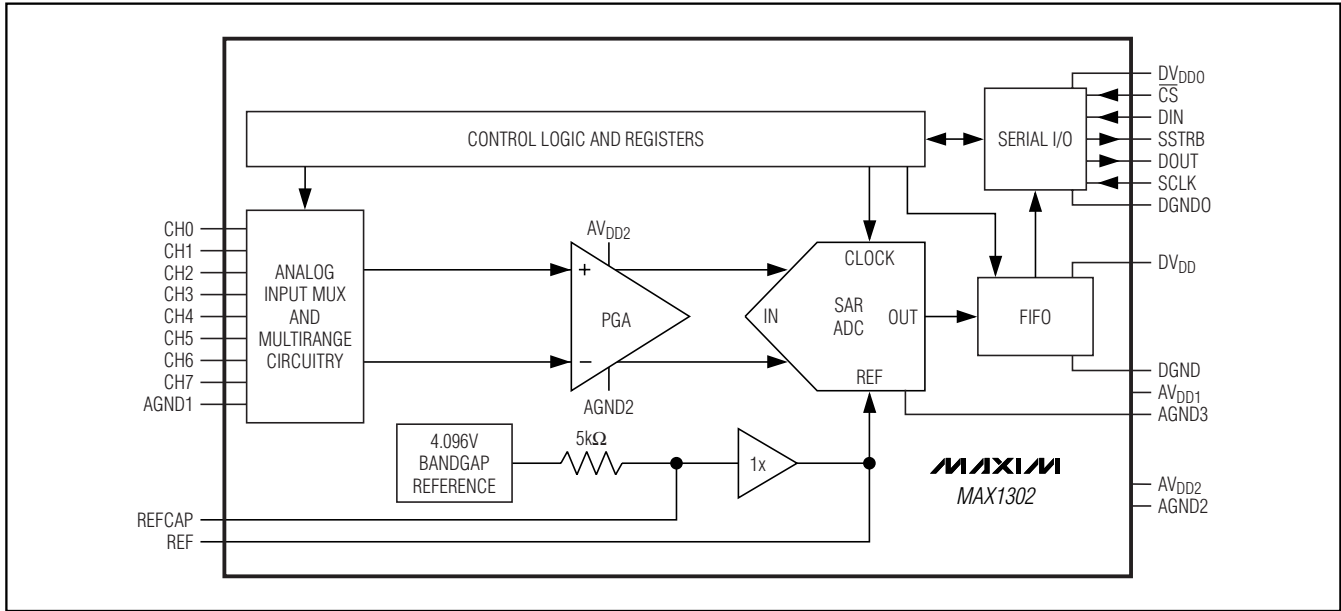 CONTROL LOGIC AND REGISTERS
SERIAL I/O
DVDDO
CS
DIN
SSTRB
DOUT
SCLK
DGNDO
CH0
CH1
CH2
CH3
CH4
CH5
CH6
CH7
AGND1
ANALOG
INPUT MUX
AND
MULTIRANGE
CIRCUITRY
AVDD2
+
PGA
−
AGND2
CLOCK
IN
SAR
ADC
OUT
REF
FIFO
DVDD
DGND
AVDD1
AGND3
4.096V
BANDGAP
REFERENCE
5kΩ
1x
MAXIM
MAX1302
AVDD2
AGND2
REFCAP
REF